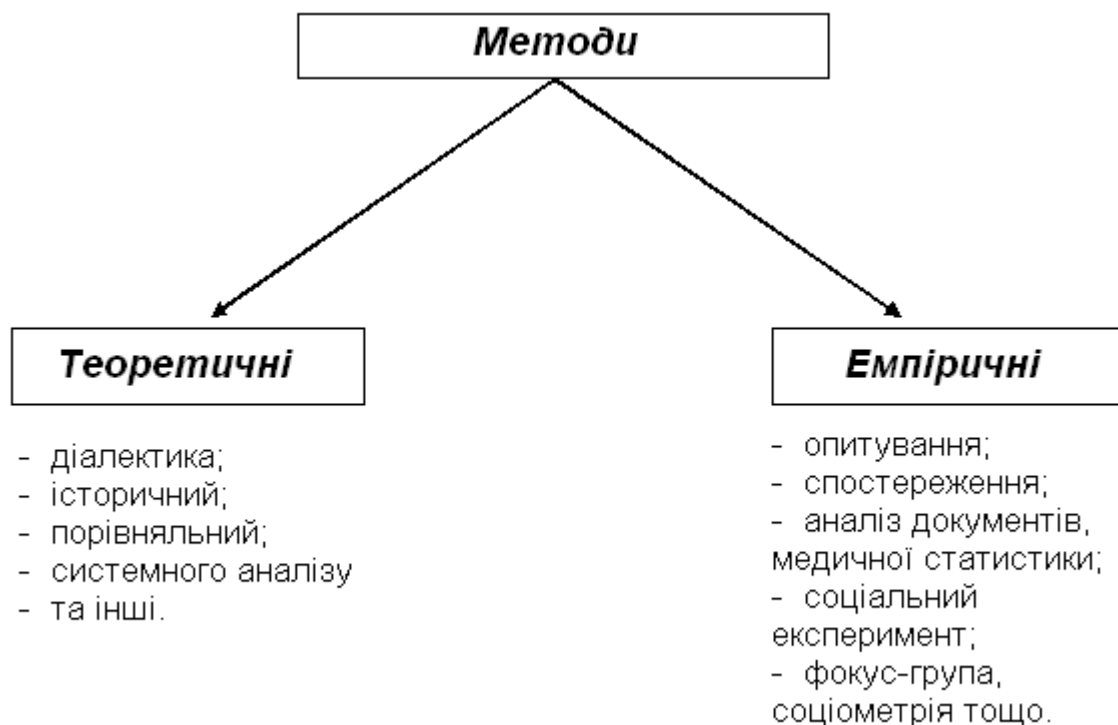 Методи
Теоретичні
- діалектика;
- історичний;
- порівняльний;
- системного аналізу
- та інші.
Емпіричні
- опитування;
- спостереження;
- аналіз документів,
медичної статистики;
- соціальний
експеримент;
- фокус-група,
соціометрія тощо.